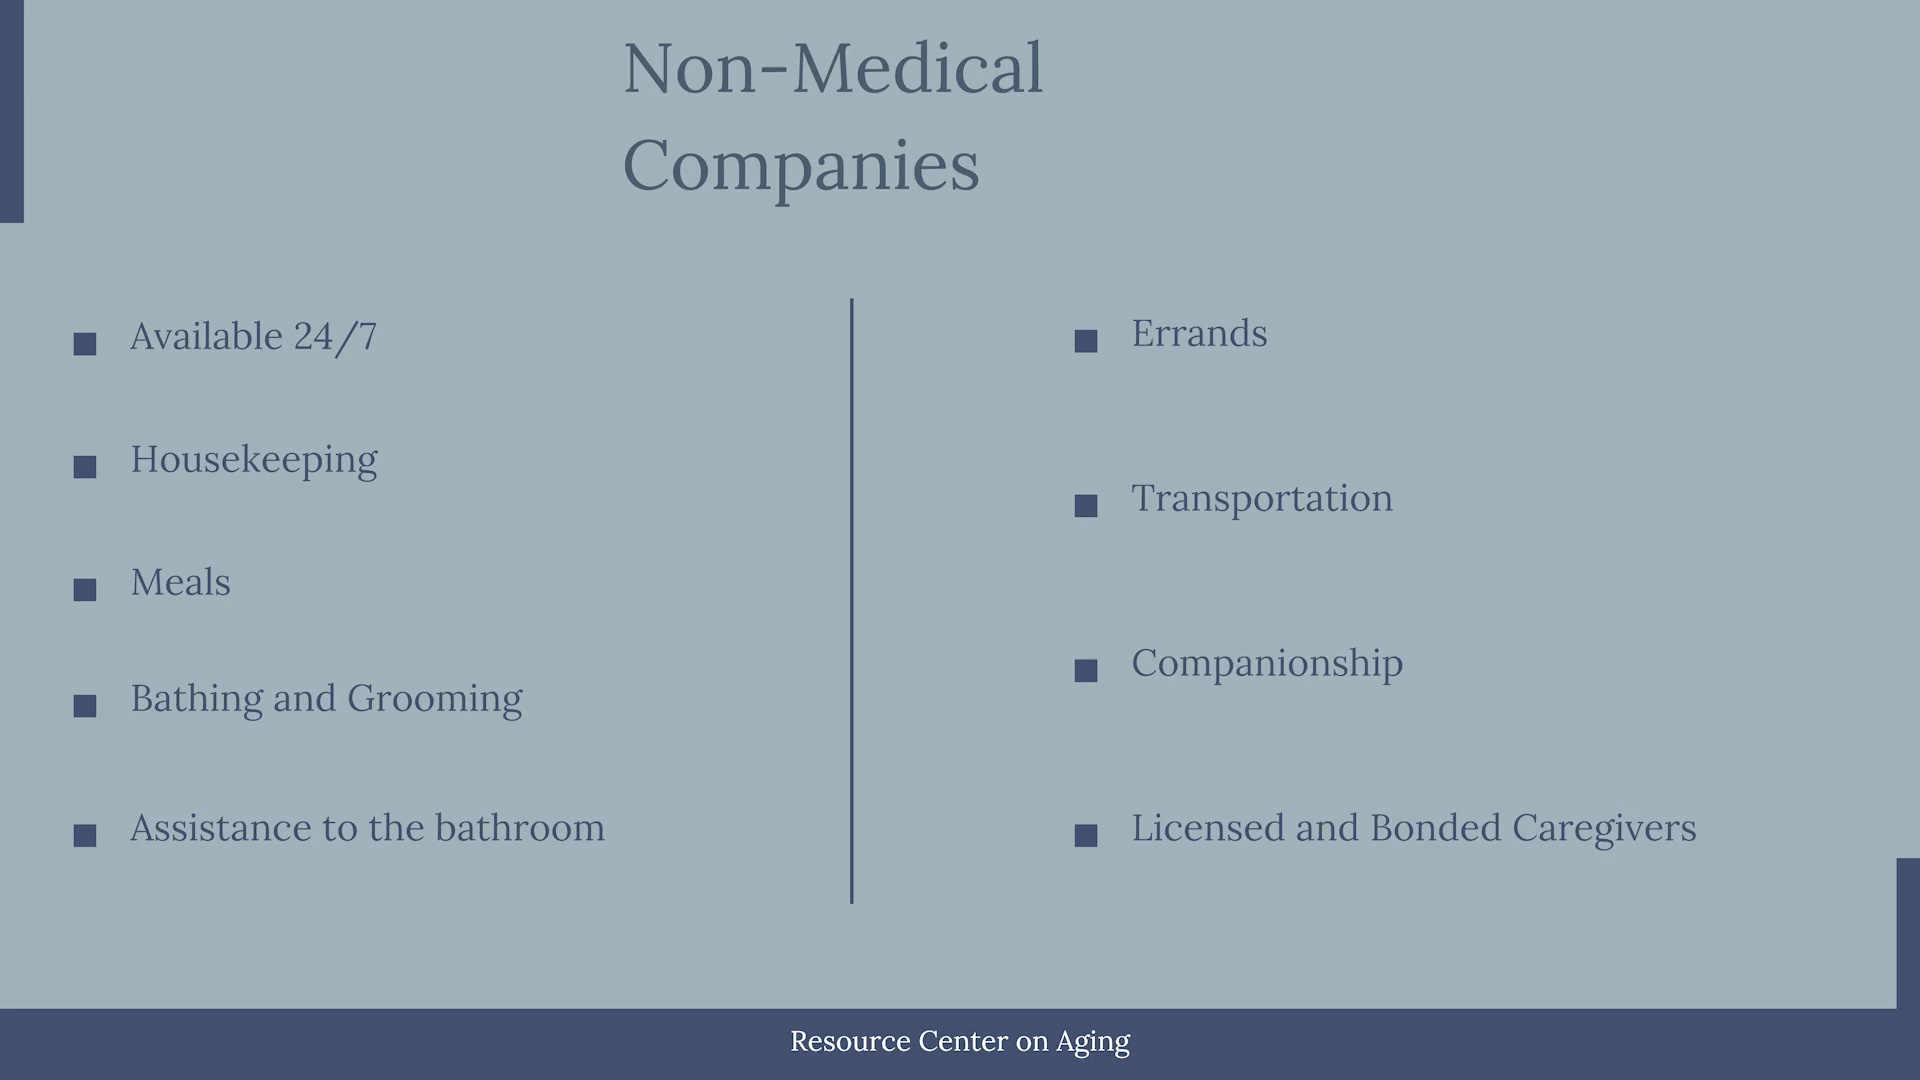 Non-Medical
Companies
Available 24/7
Housekeeping
Meals
Bathing and Grooming
Assistance to the bathroom
Errands
Transportation
Companionship
Licensed and Bonded Caregivers
Resource Center on Aging